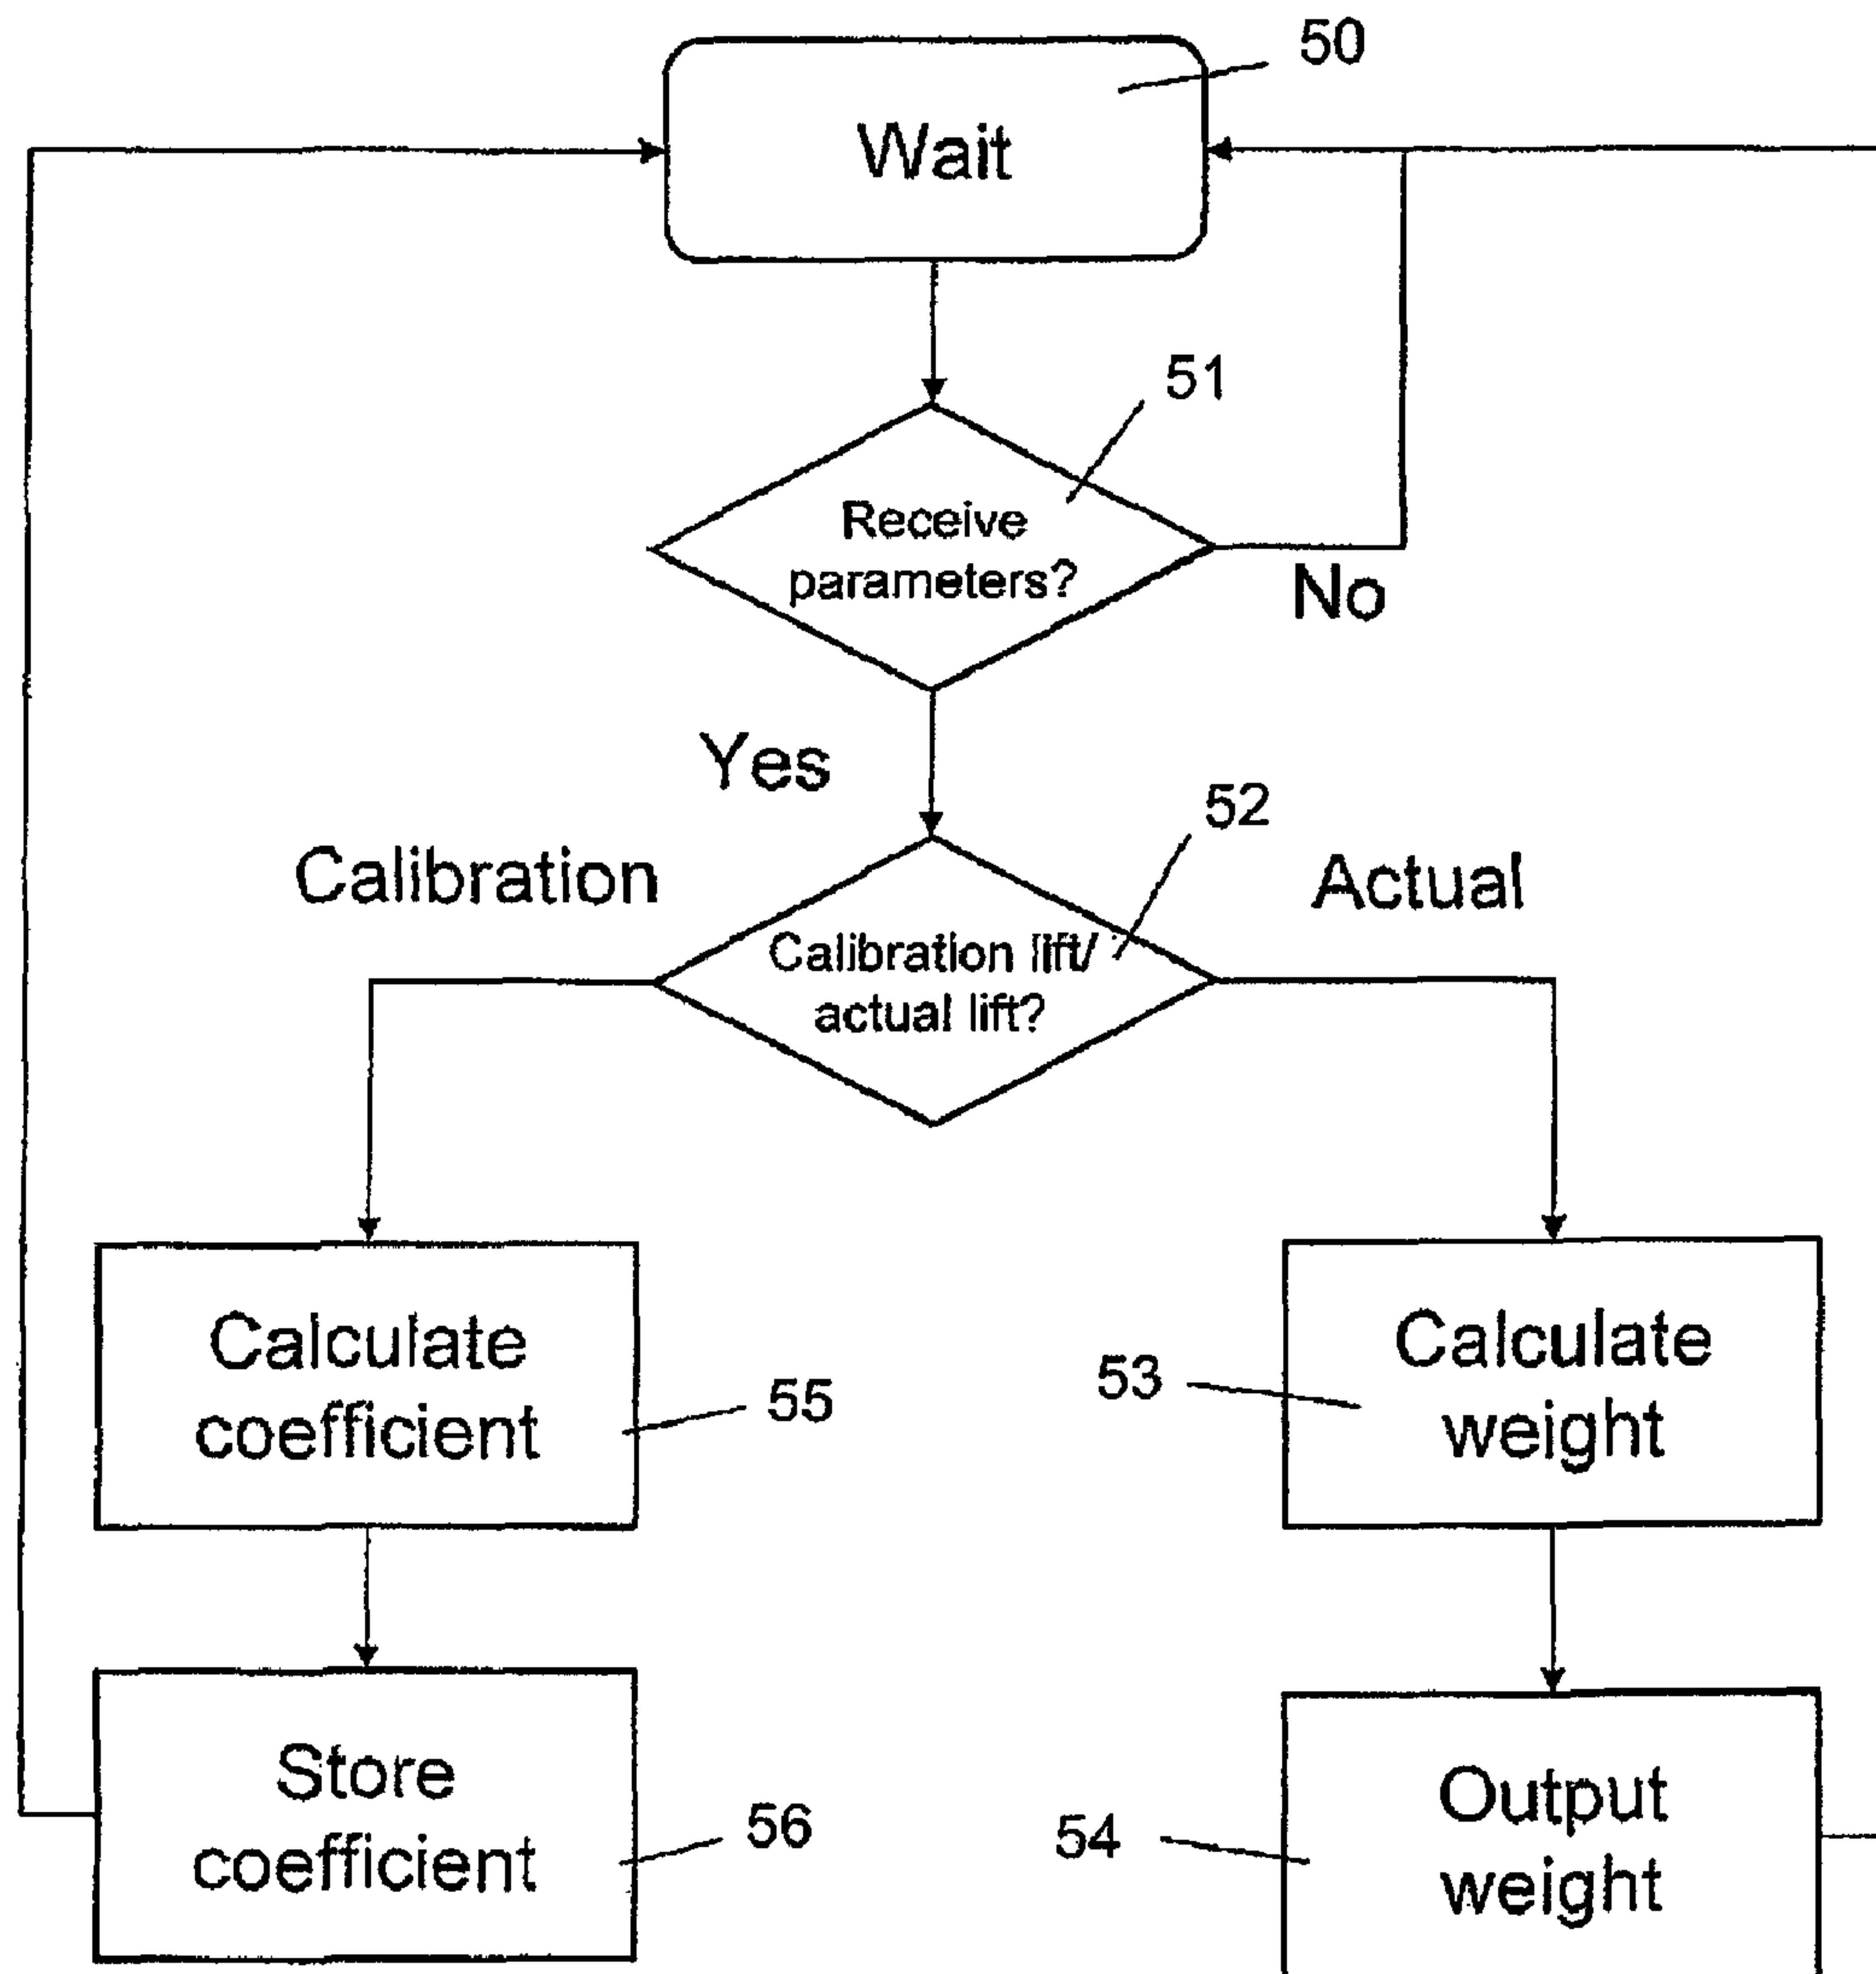 50
Wait
51
Receive
parameters?
No
Yes
52
Calibration
Actual
Calibration lift/
actual lift?
Calculate
coefficient
55
53
Calculate
weight
Store
coefficient
56
54
Output
weight